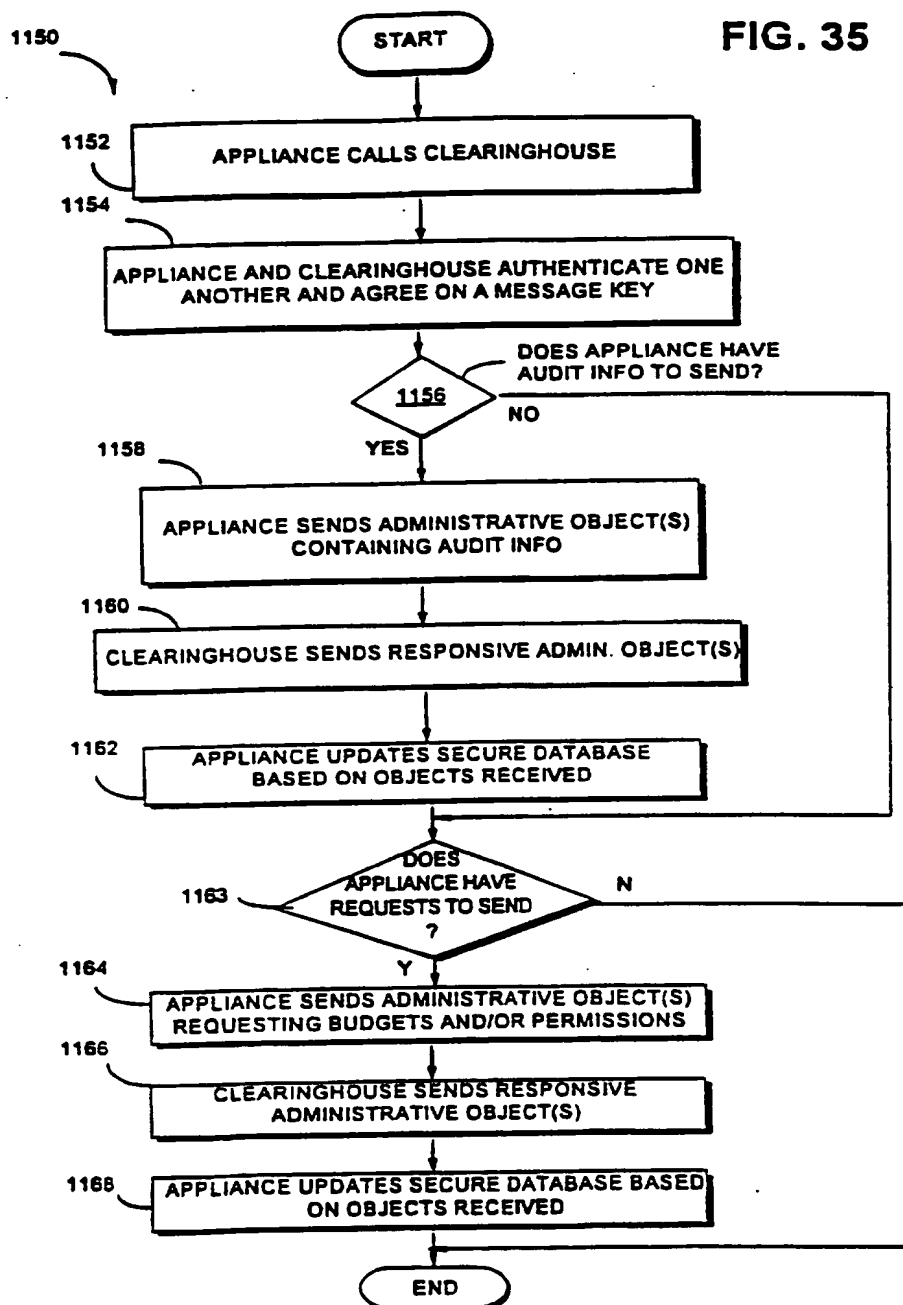 FIG. 35
1150
START
1152
APPLIANCE CALLS CLEARINGHOUSE
1154
APPLIANCE AND CLEARINGHOUSE AUTHENTICATE ONE
ANOTHER AND AGREE ON A MESSAGE KEY
DOES APPLIANCE HAVE
AUDIT INFO TO SEND?
1156
NO
YES
1158
APPLIANCE SENDS ADMINISTRATIVE OBJECT(S)
CONTAINING AUDIT INFO
1160
CLEARINGHOUSE SENDS RESPONSIVE ADMIN. OBJECT(S)
1162
APPLIANCE UPDATES SECURE DATABASE
BASED ON OBJECTS RECEIVED
DOES
APPLIANCE HAVE
REQUESTS TO SEND
?
1163
N
Y
1164
APPLIANCE SENDS ADMINISTRATIVE OBJECT(S)
REQUESTING BUDGETS AND/OR PERMISSIONS
1166
CLEARINGHOUSE SENDS RESPONSIVE
ADMINISTRATIVE OBJECT(S)
1168
APPLIANCE UPDATES SECURE DATABASE BASED
ON OBJECTS RECEIVED
END